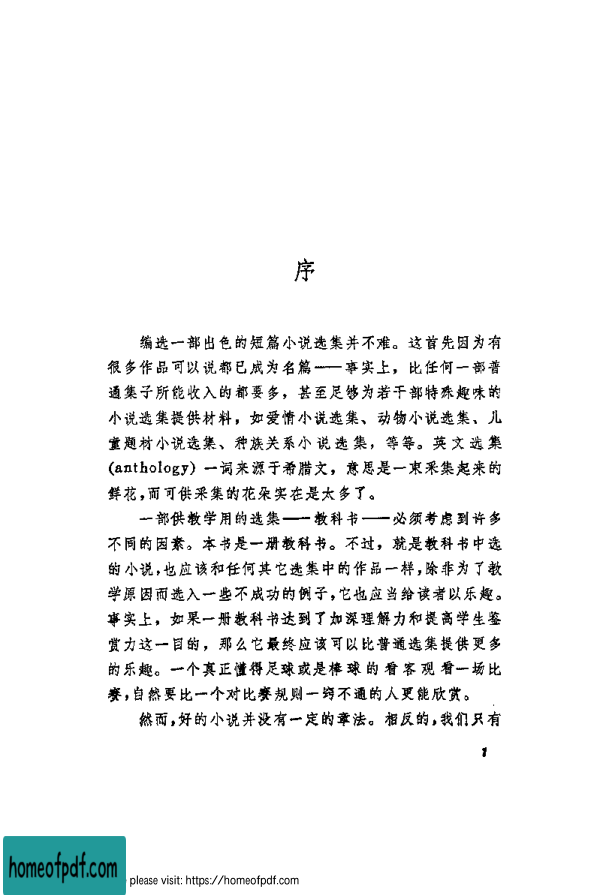 序
编选一部出色的短篇小说选集并不难。这首先因为有
很多作品可以说都已成为名篇——事实上，比任何一部普
通集子所能收入的都要多，甚至足够为若干部特殊趣味的
小说选集提供材料，如爱情小说选集、动物小说选集、儿
童题材小说选集、种族关系小说选集，等等。英文选集
(anthology) 一词来源于希腊文，意思是一束采集起来的
鲜花，而可供采集的花朵实在是太多了。
一部供教学用的选集——教科书——必须考虑到许多
不同的因素。本书是一册教科书。不过，就是教科书中选
的小说，也应该和任何其它选集中的作品一样，除非为了教
学原因而选入一些不成功的例子，它也应当给读者以乐趣。
事实上，如果一册教科书达到了加深理解力和提高学生鉴
赏力这一目的，那么它最终应该可以比普通选集提供更多
的乐趣。一个真正懂得足球或是棒球的看客观看一场比
赛，自然要比一个对比赛规则一窍不通的人更能欣赏。
然而，好的小说并没有一定的章法。相反的，我们只有
1
homeofpdf.com
please visit: https://homeofpdf.com